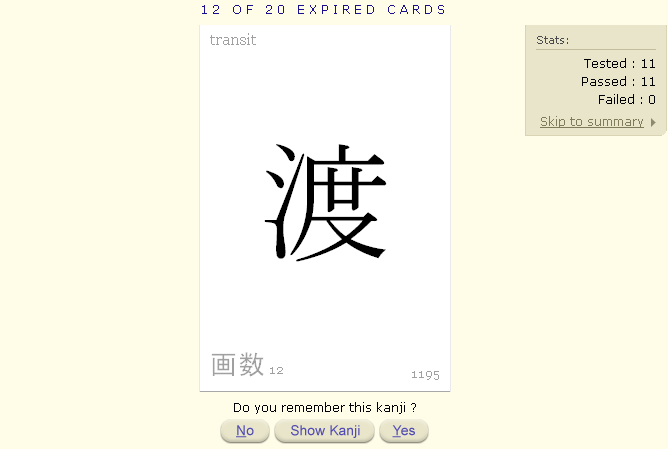 12 OF 20 EXPIRED CARDS
transit
渡
画数 12
1195
Stats:
Tested : 11
Passed : 11
Failed : 0
Skip to summary
Do you remember this kanji ?
No
Show Kanji
Yes